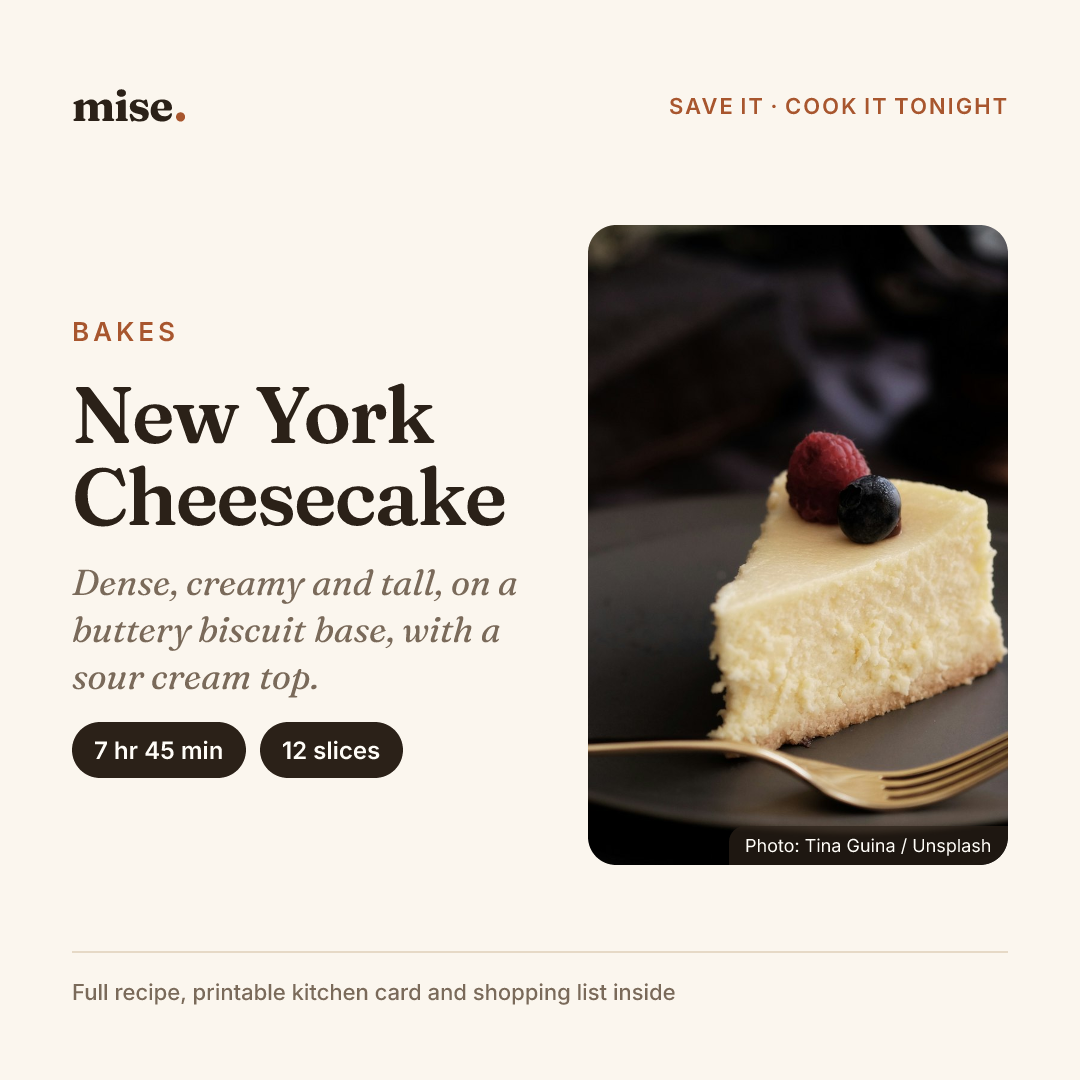 mise.
SAVE IT · COOK IT TONIGHT
BAKES
New York
Cheesecake
Dense, creamy and tall, on a
buttery biscuit base, with a
sour cream top.
7 hr 45 min
12 slices
Photo: Tina Guina / Unsplash
Full recipe, printable kitchen card and shopping list inside